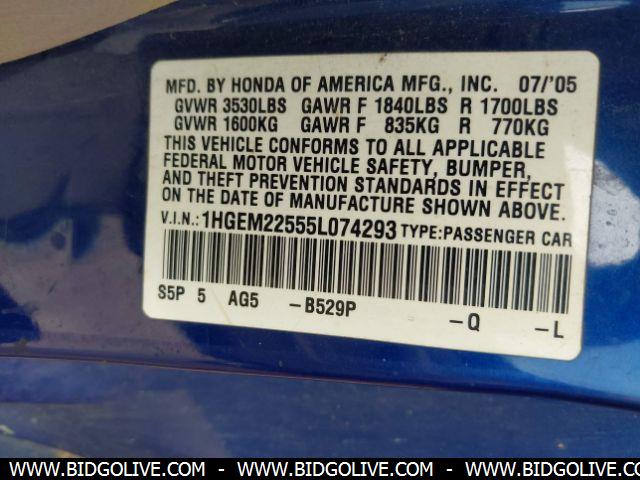 MFD. BY HONDA OF AMERICA MFG., INC. 07/'05
GVWR 3530LBS GAWR F 1840LBS R 1700LBS
GVWR 1600KG GAWR F 835KG R 770KG
THIS VEHICLE CONFORMS TO ALL APPLICABLE
FEDERAL MOTOR VEHICLE SAFETY, BUMPER,
AND THEFT PREVENTION STANDARDS IN EFFECT
ON THE DATE OF MANUFACTURE SHOWN ABOVE.
V.I.N.: 1HGEM22555L074293 TYPE:PASSENGER CAR
S5P 5 AG5 -B529P -Q -L
WWW.BIDGOLIVE.COM - WWW.BIDGOLIVE.COM - WWW.BIDGOLIVE.COM